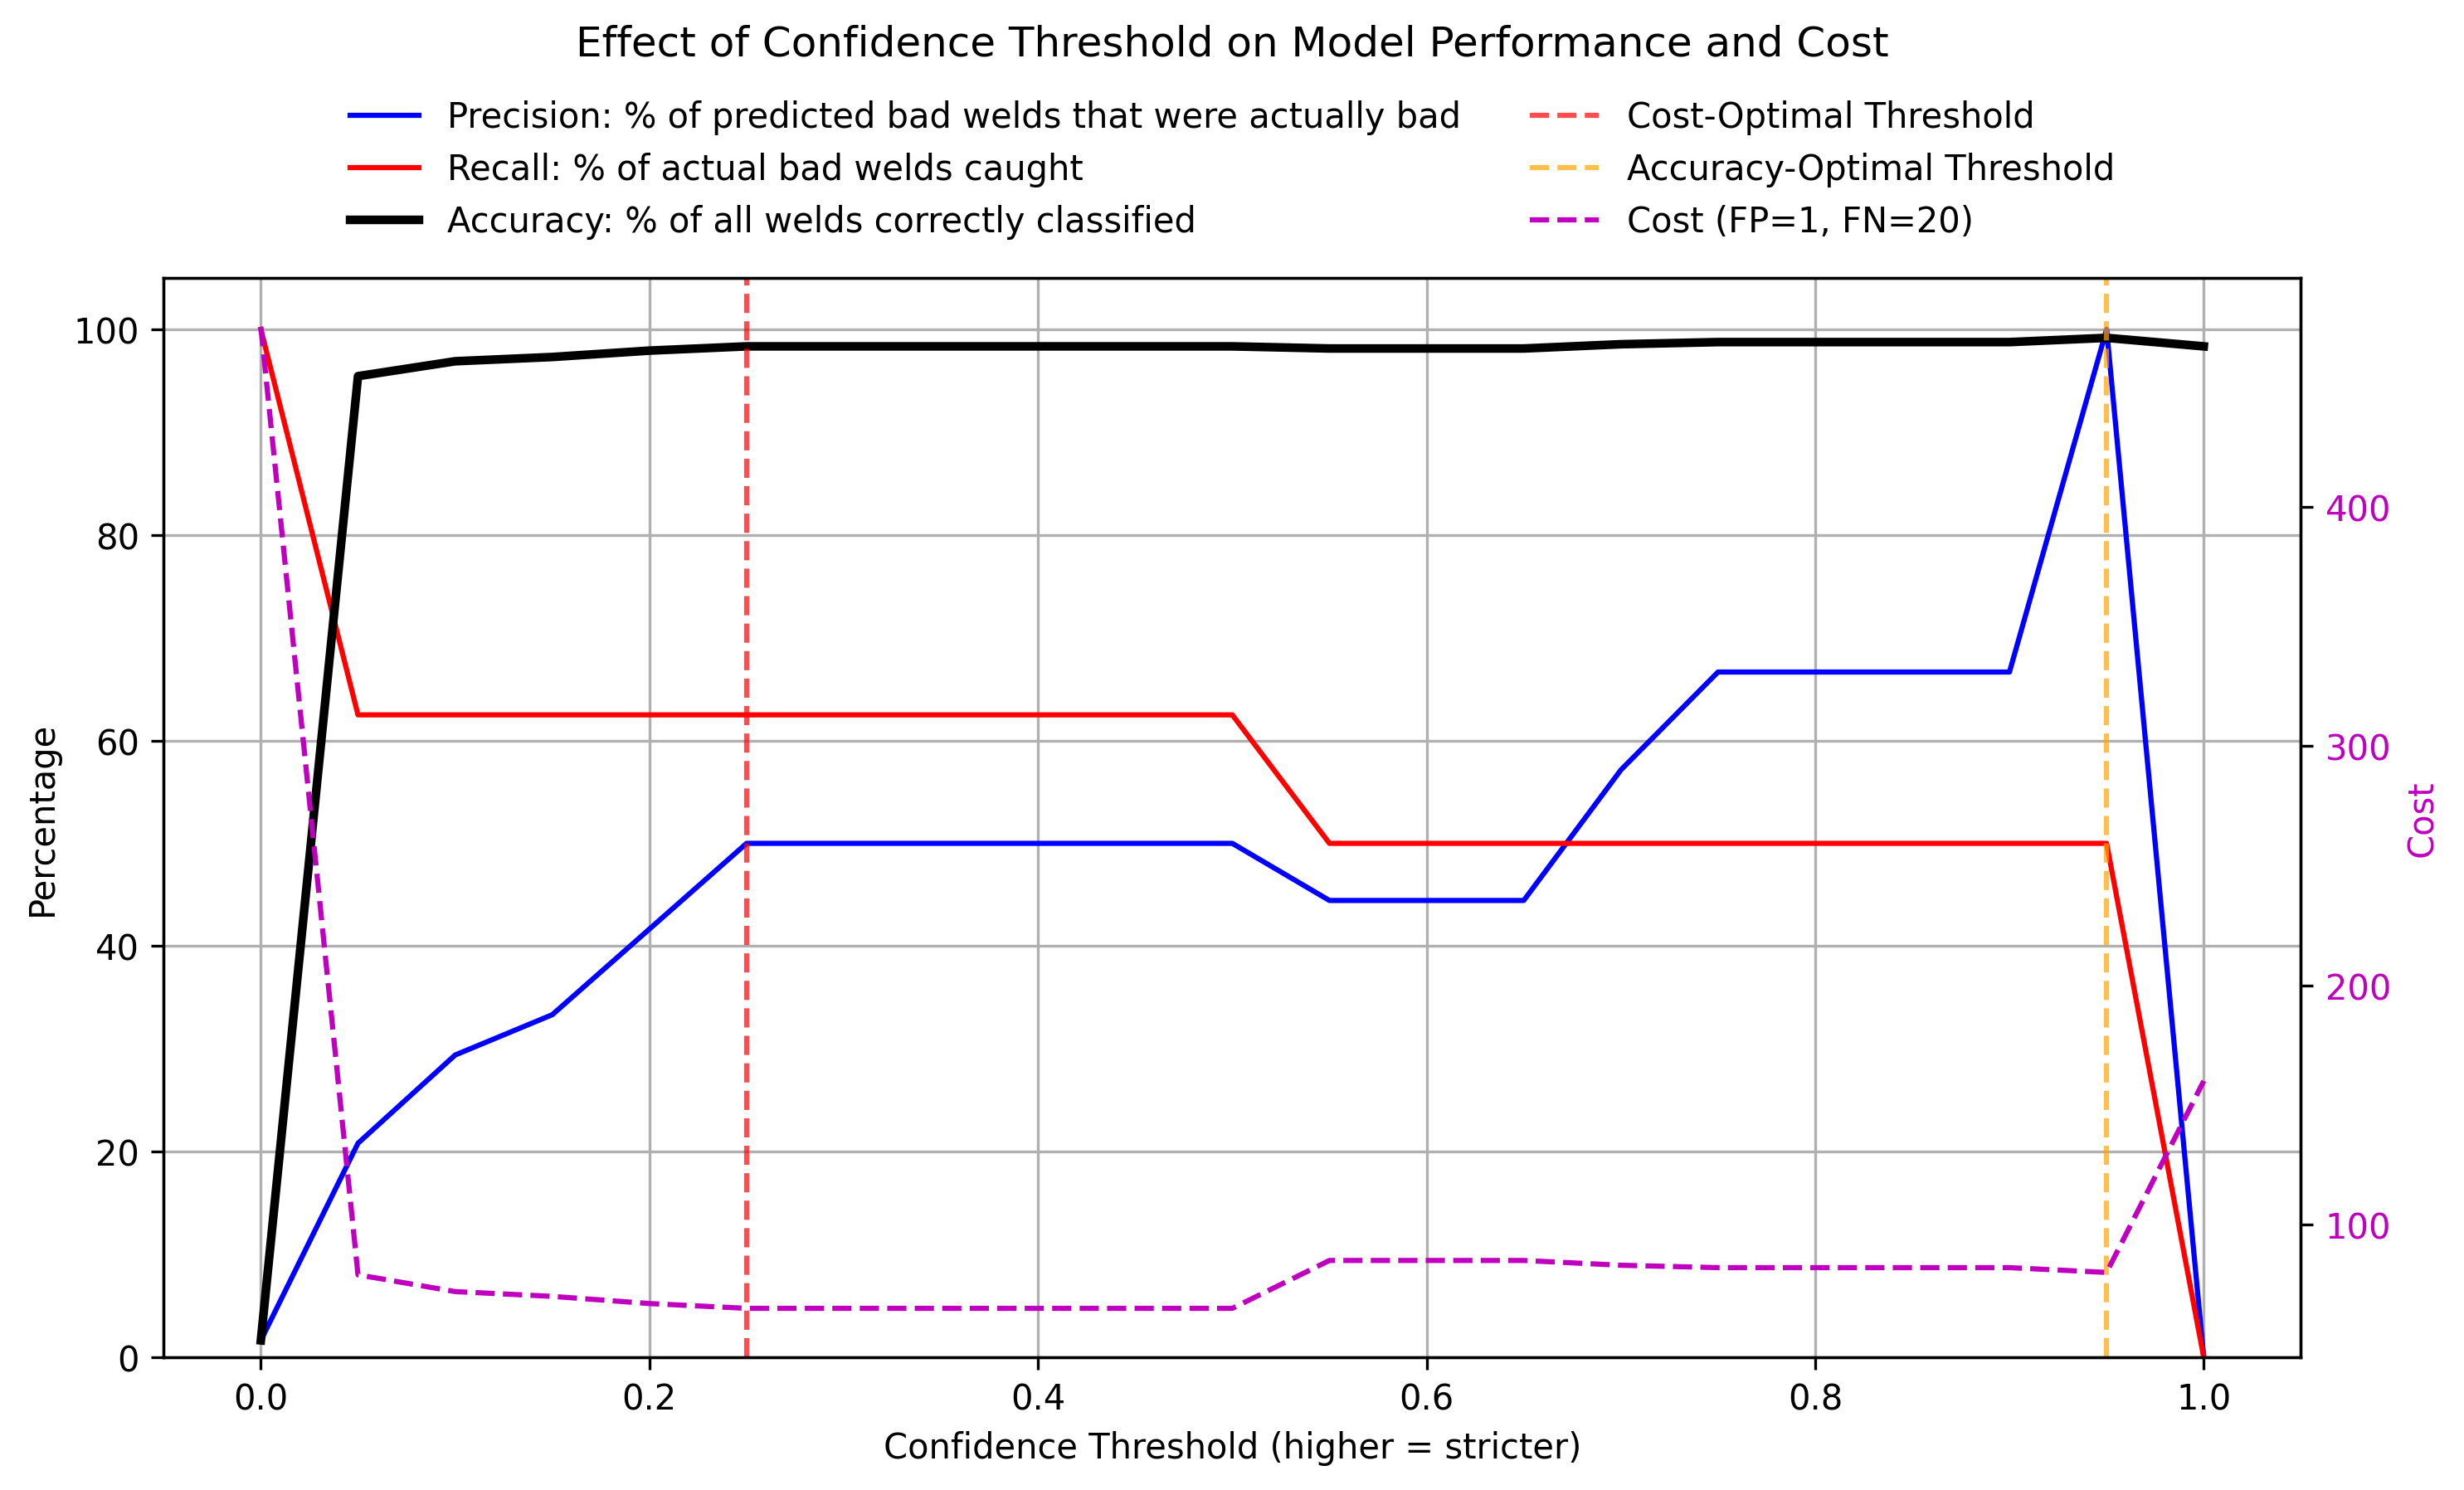 Effect of Confidence Threshold on Model Performance and Cost
Precision: % of predicted bad welds that were actually bad
Recall: % of actual bad welds caught
Accuracy: % of all welds correctly classified
Cost-Optimal Threshold
Accuracy-Optimal Threshold
Cost (FP=1, FN=20)
Percentage
100
80
60
40
20
0
400
300
200
100
Cost
0.0 0.2 0.4 0.6 0.8 1.0
Confidence Threshold (higher = stricter)